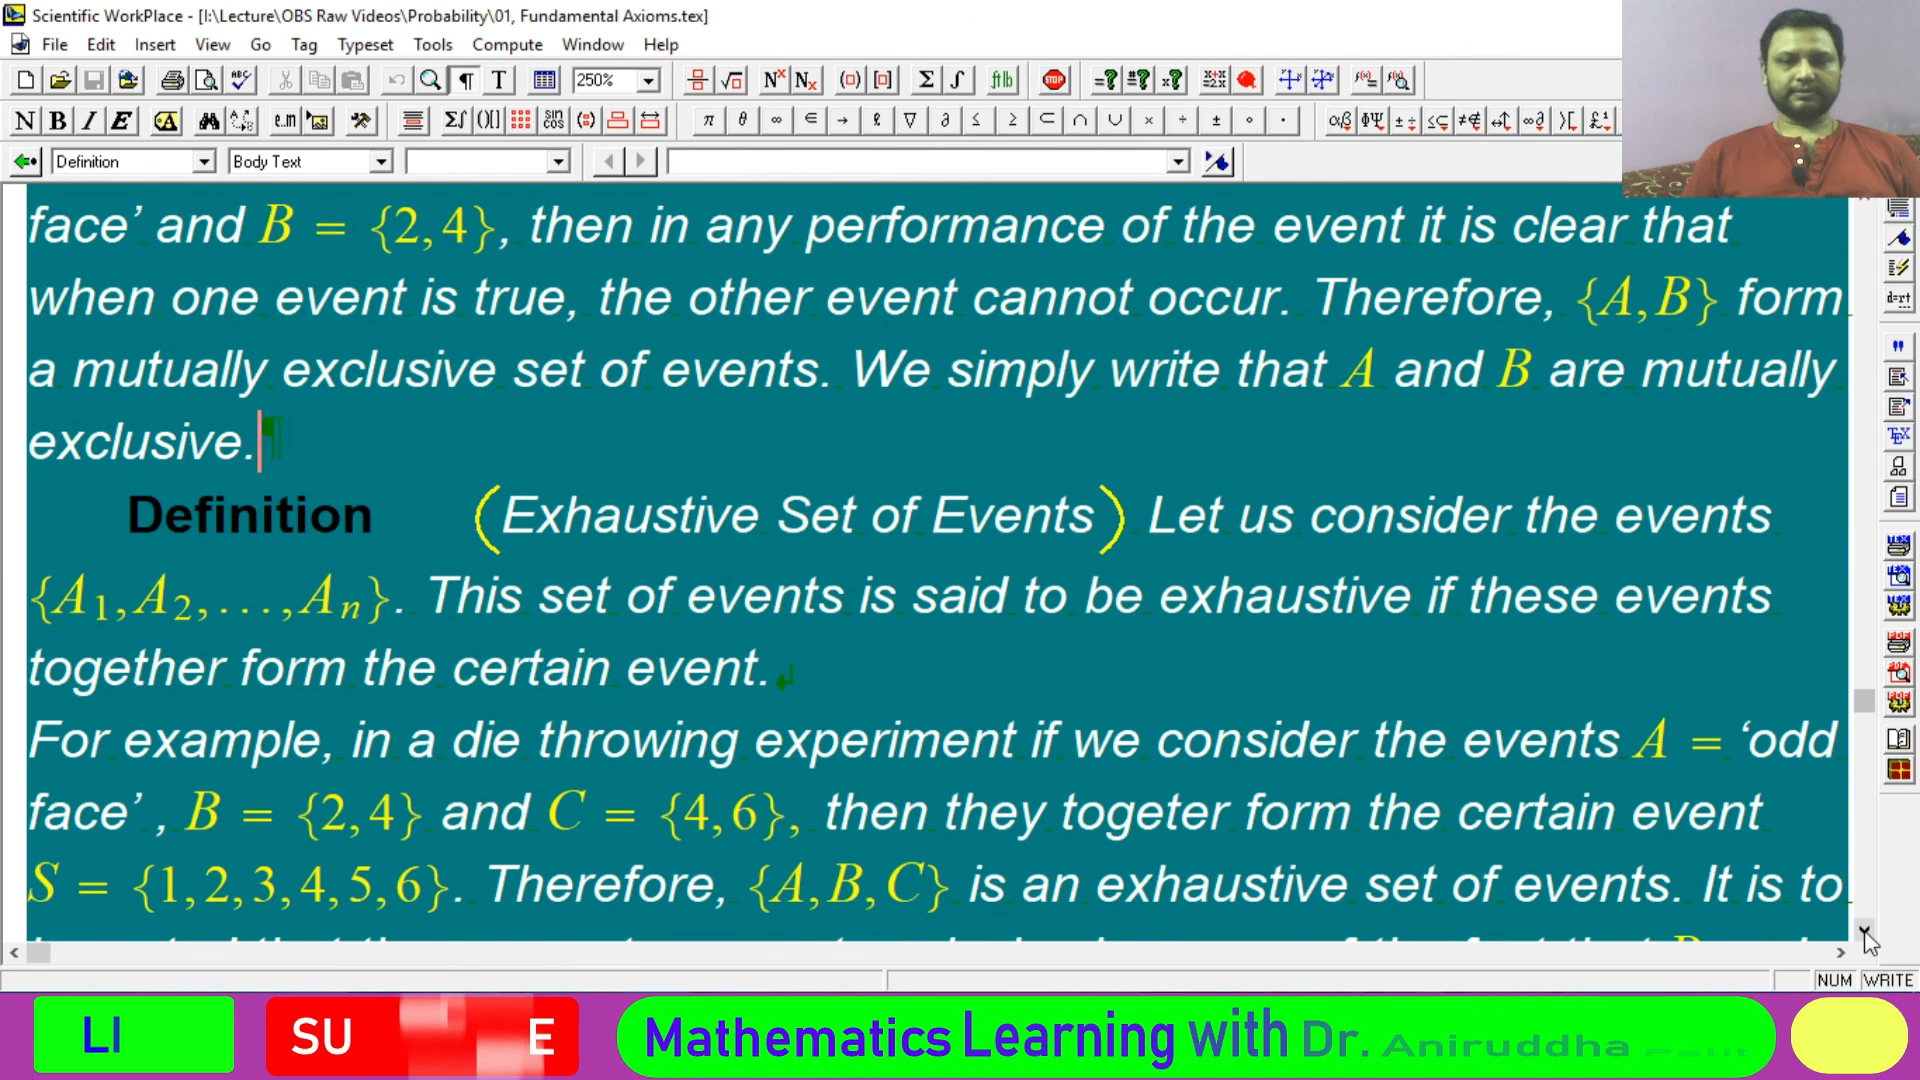 Scientific WorkPlace - [I:\Lecture\OBS Raw Videos\Probability\01, Fundamental Axioms.tex]
File Edit Insert View Go Tag Typeset Tools Compute Window Help
250%
Definition Body Text
face’ and B = {2,4}, then in any performance of the event it is clear that
when one event is true, the other event cannot occur. Therefore, {A,B} form
a mutually exclusive set of events. We simply write that A and B are mutually
exclusive.¶
Definition (Exhaustive Set of Events) Let us consider the events
{A₁,A₂,...,Aₙ}. This set of events is said to be exhaustive if these events
together form the certain event.
For example, in a die throwing experiment if we consider the events A = ‘odd
face’ , B = {2,4} and C = {4,6}, then they togeter form the certain event
S = {1,2,3,4,5,6}. Therefore, {A,B,C} is an exhaustive set of events. It is to
NUM WRITE
LI SU E Mathematics Learning with Dr. Aniruddha